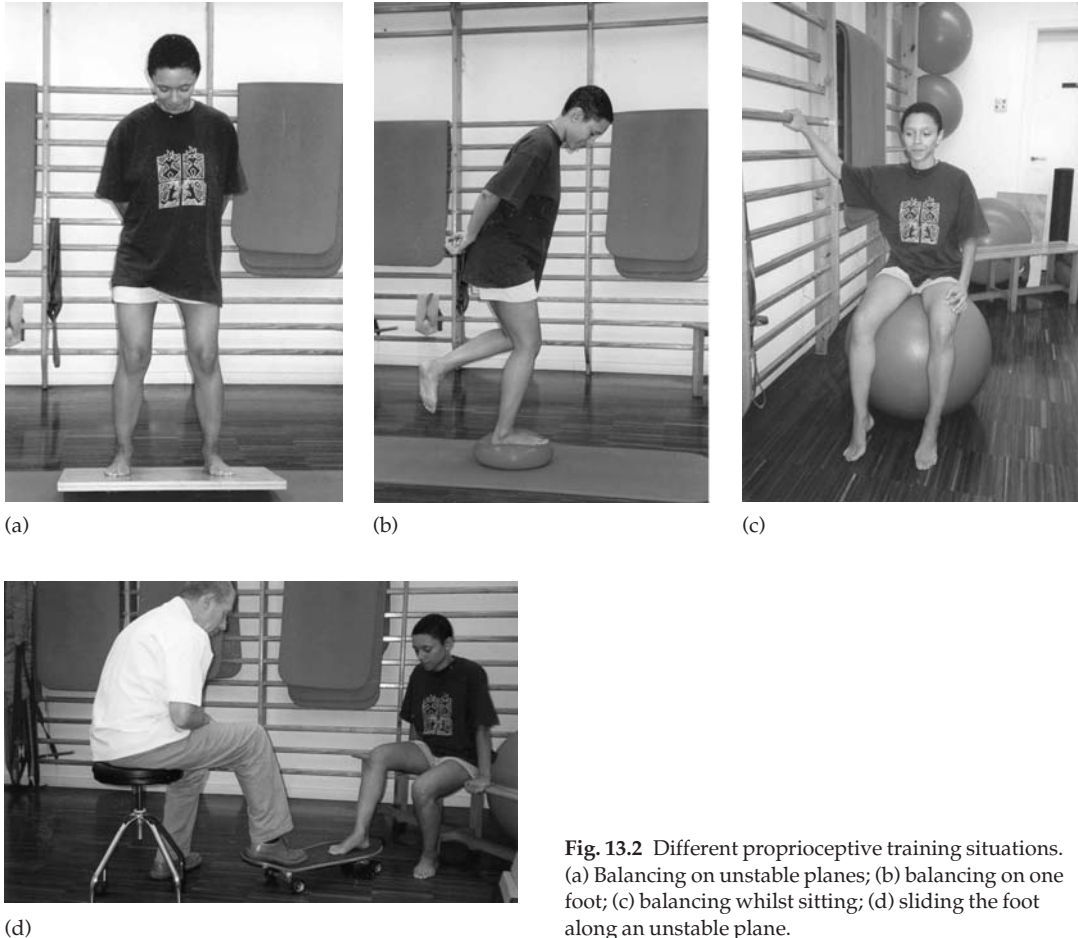 (a)
(b)
(c)
(d)
Fig. 13.2 Different proprioceptive training situations.
(a) Balancing on unstable planes; (b) balancing on one
foot; (c) balancing whilst sitting; (d) sliding the foot
along an unstable plane.